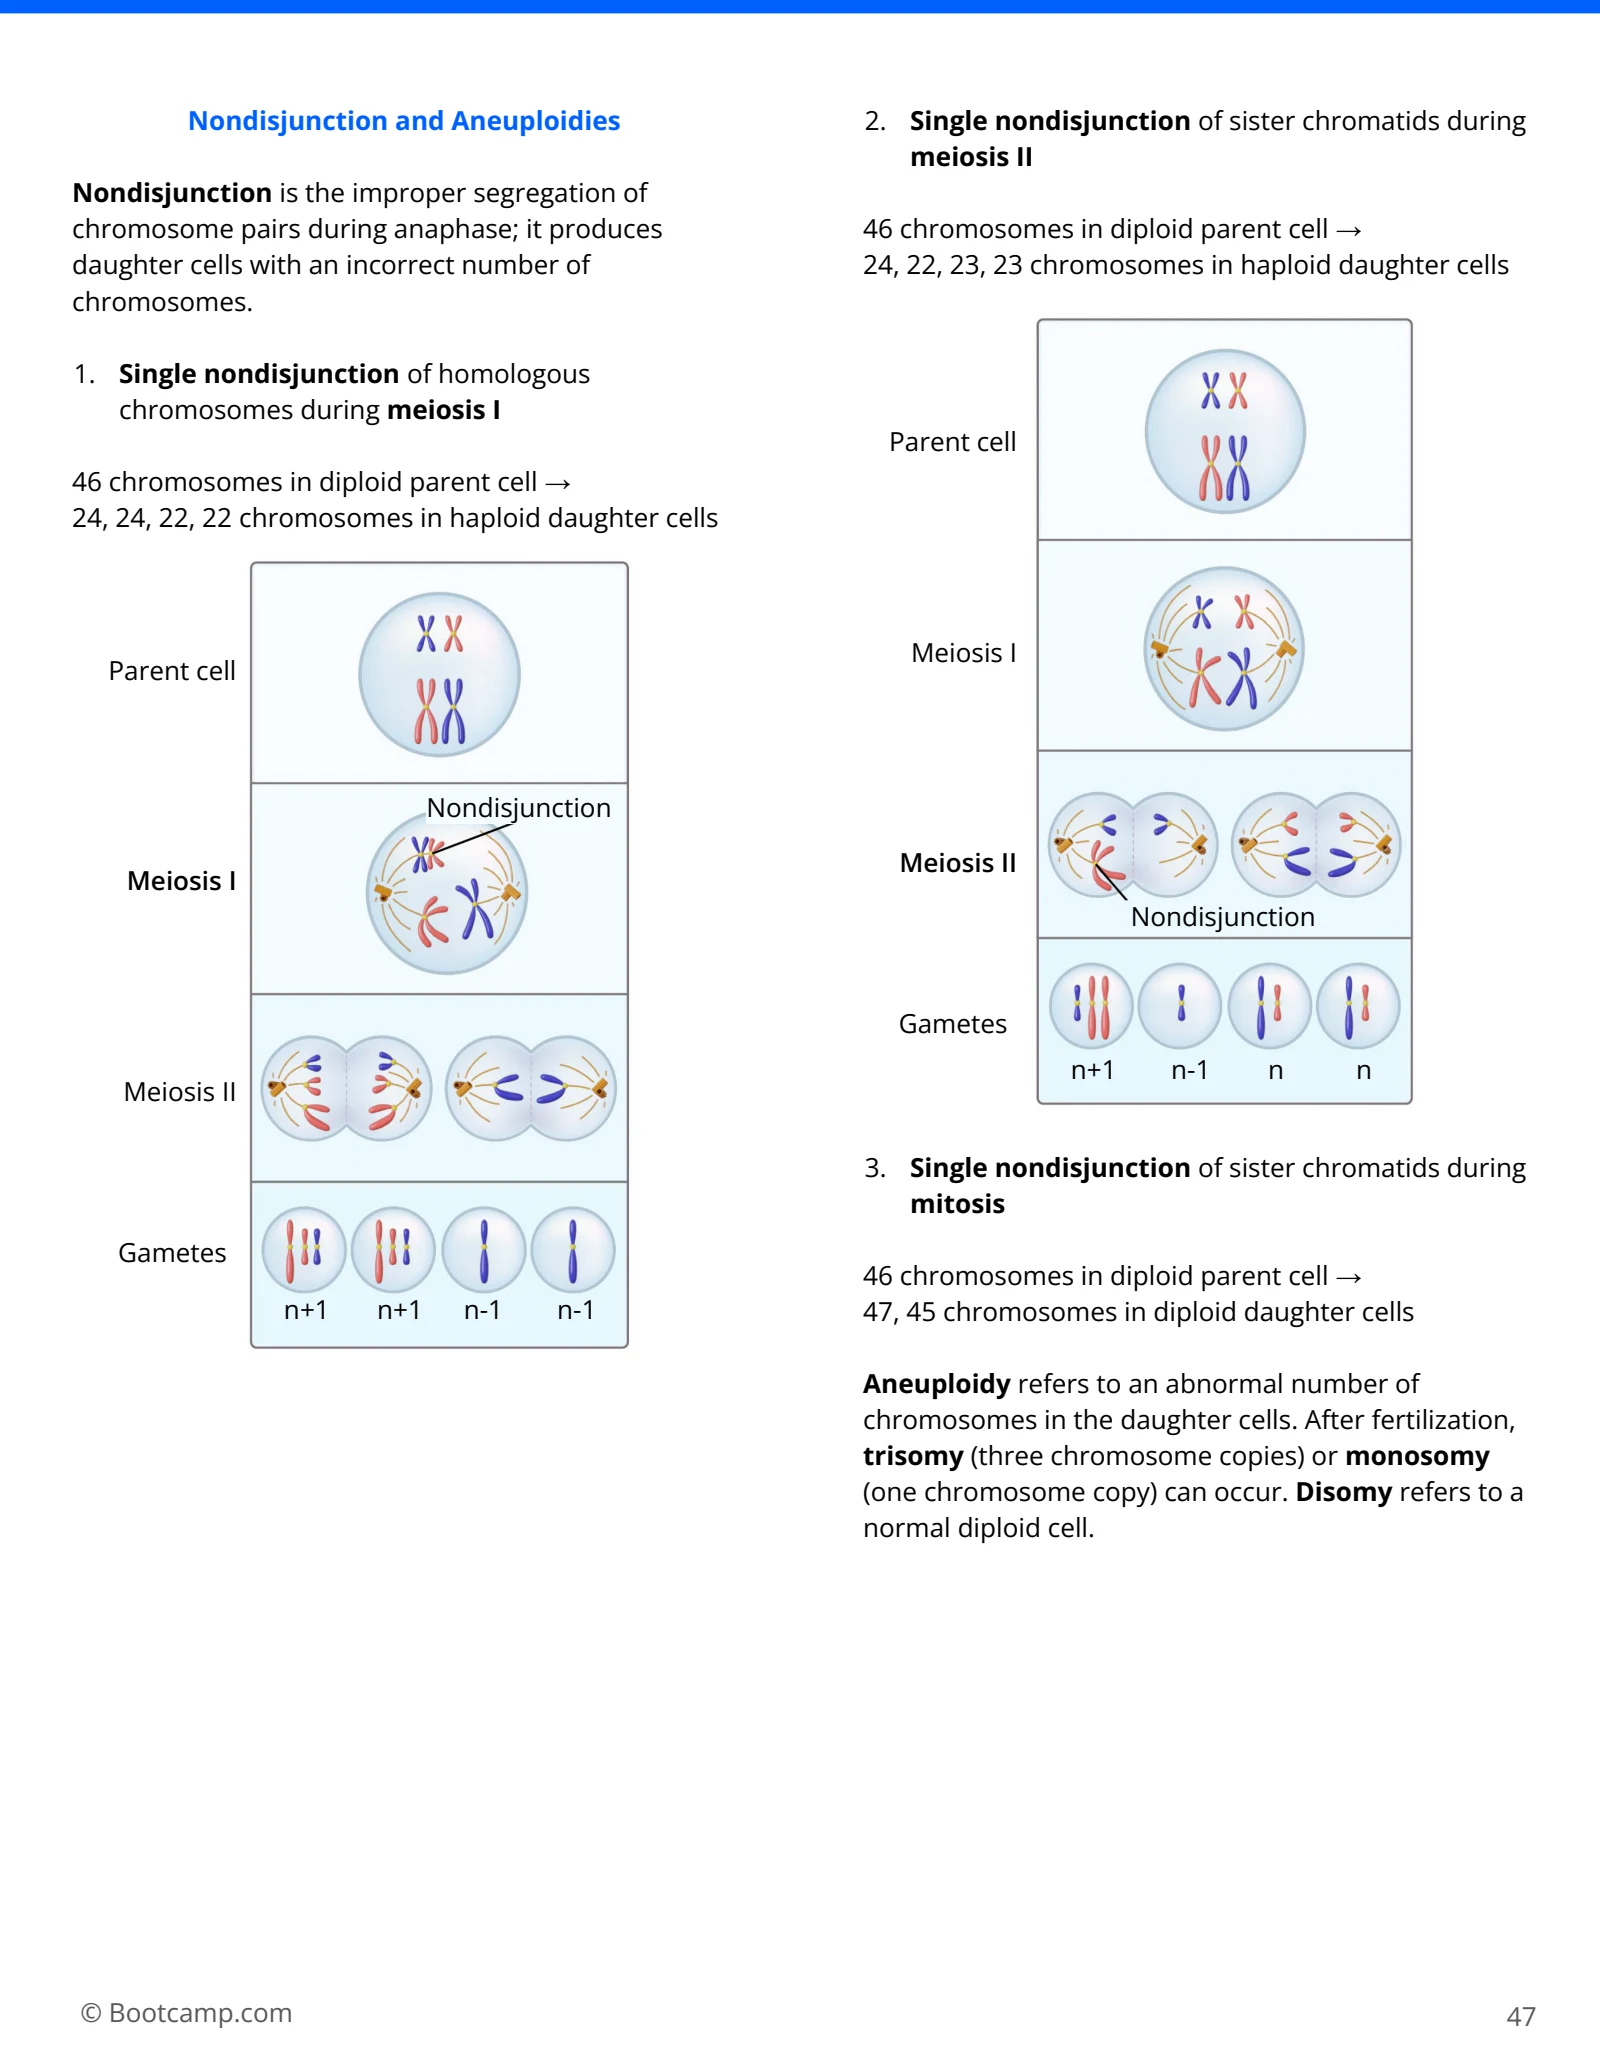 Nondisjunction and Aneuploidies
Nondisjunction is the improper segregation of
chromosome pairs during anaphase; it produces
daughter cells with an incorrect number of
chromosomes.
1. Single nondisjunction of homologous
chromosomes during meiosis I
46 chromosomes in diploid parent cell →
24, 24, 22, 22 chromosomes in haploid daughter cells
Parent cell
Nondisjunction
Meiosis I
Meiosis II
Gametes
n+1 n+1 n-1 n-1
2. Single nondisjunction of sister chromatids during
meiosis II
46 chromosomes in diploid parent cell →
24, 22, 23, 23 chromosomes in haploid daughter cells
Parent cell
Meiosis I
Meiosis II
Nondisjunction
Gametes
n+1 n-1 n n
3. Single nondisjunction of sister chromatids during
mitosis
46 chromosomes in diploid parent cell →
47, 45 chromosomes in diploid daughter cells
Aneuploidy refers to an abnormal number of
chromosomes in the daughter cells. After fertilization,
trisomy (three chromosome copies) or monosomy
(one chromosome copy) can occur. Disomy refers to a
normal diploid cell.
© Bootcamp.com
47